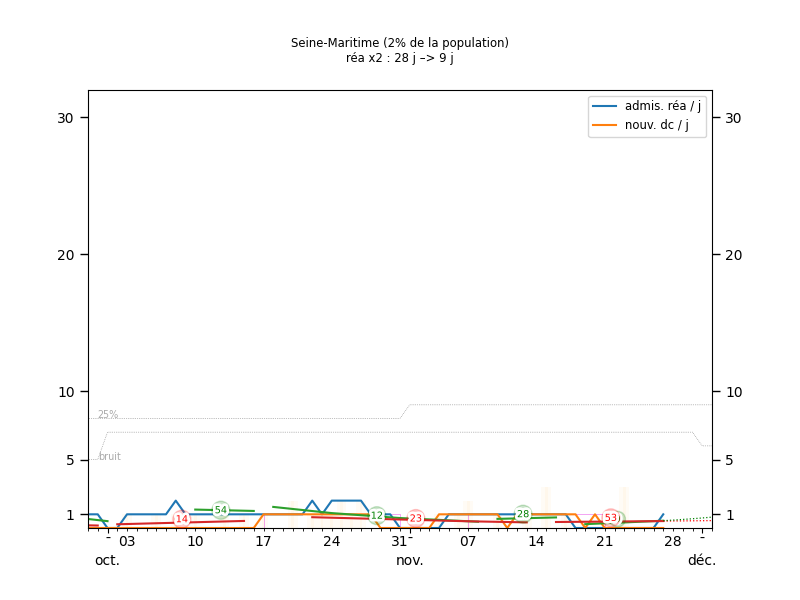 Seine-Maritime (2% de la population)
réa x2 : 28 j –> 9 j
admis. réa / j
nouv. dc / j
30 30
20 20
10 10
25%
5 bruit 5
1 14 54 12 23 28 53 1
- 03 10 17 24 31- 07 14 21 28 -
oct. nov. déc.